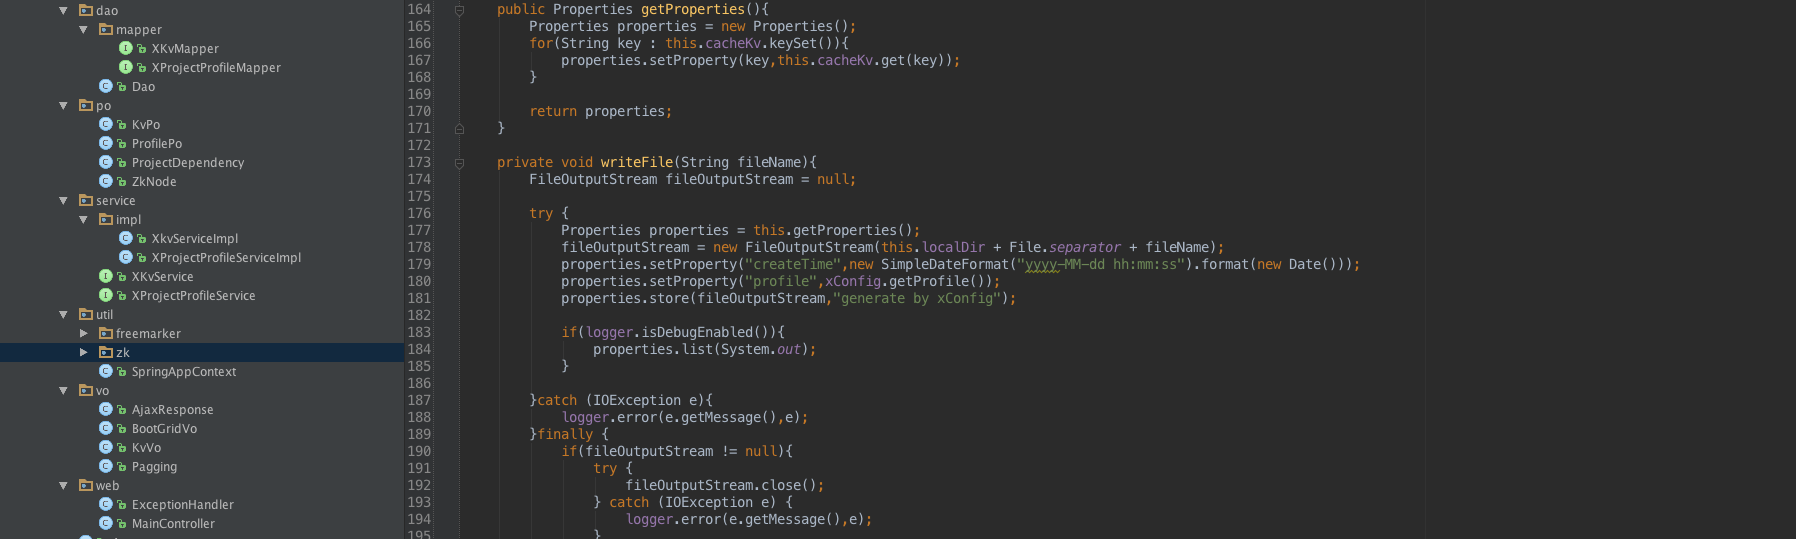 dao
mapper
XKvMapper
XProjectProfileMapper
Dao
po
KvPo
ProfilePo
ProjectDependency
ZkNode
service
impl
XkvServiceImpl
XProjectProfileServiceImpl
XKvService
XProjectProfileService
util
freemarker
zk
SpringAppContext
vo
AjaxResponse
BootGridVo
KvVo
Pagging
web
ExceptionHandler
MainController
164 public Properties getProperties(){
165 Properties properties = new Properties();
166 for(String key : this.cacheKv.keySet()){
167 properties.setProperty(key,this.cacheKv.get(key));
168 }
169
170 return properties;
171 }
172
173 private void writeFile(String fileName){
174 FileOutputStream fileOutputStream = null;
175
176 try {
177 Properties properties = this.getProperties();
178 fileOutputStream = new FileOutputStream(this.localDir + File.separator + fileName);
179 properties.setProperty("createTime",new SimpleDateFormat("yyyy-MM-dd hh:mm:ss").format(new Date()));
180 properties.setProperty("profile",xConfig.getProfile());
181 properties.store(fileOutputStream,"generate by xConfig");
182
183 if(logger.isDebugEnabled()){
184 properties.list(System.out);
185 }
186
187 }catch (IOException e){
188 logger.error(e.getMessage(),e);
189 }finally {
190 if(fileOutputStream != null){
191 try {
192 fileOutputStream.close();
193 } catch (IOException e) {
194 logger.error(e.getMessage(),e);
195 }